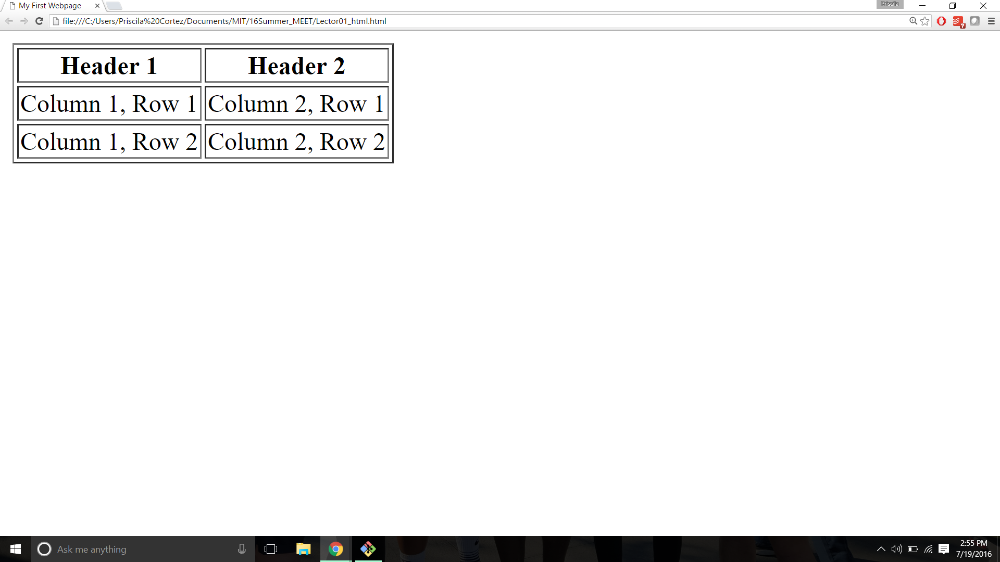 My First Webpage
Priscila
file:///C:/Users/Priscila%20Cortez/Documents/MIT/16Summer_MEET/Lector01_html.html
?
Header 1 Header 2
Column 1, Row 1 Column 2, Row 1
Column 1, Row 2 Column 2, Row 2
Ask me anything
2:55 PM
7/19/2016